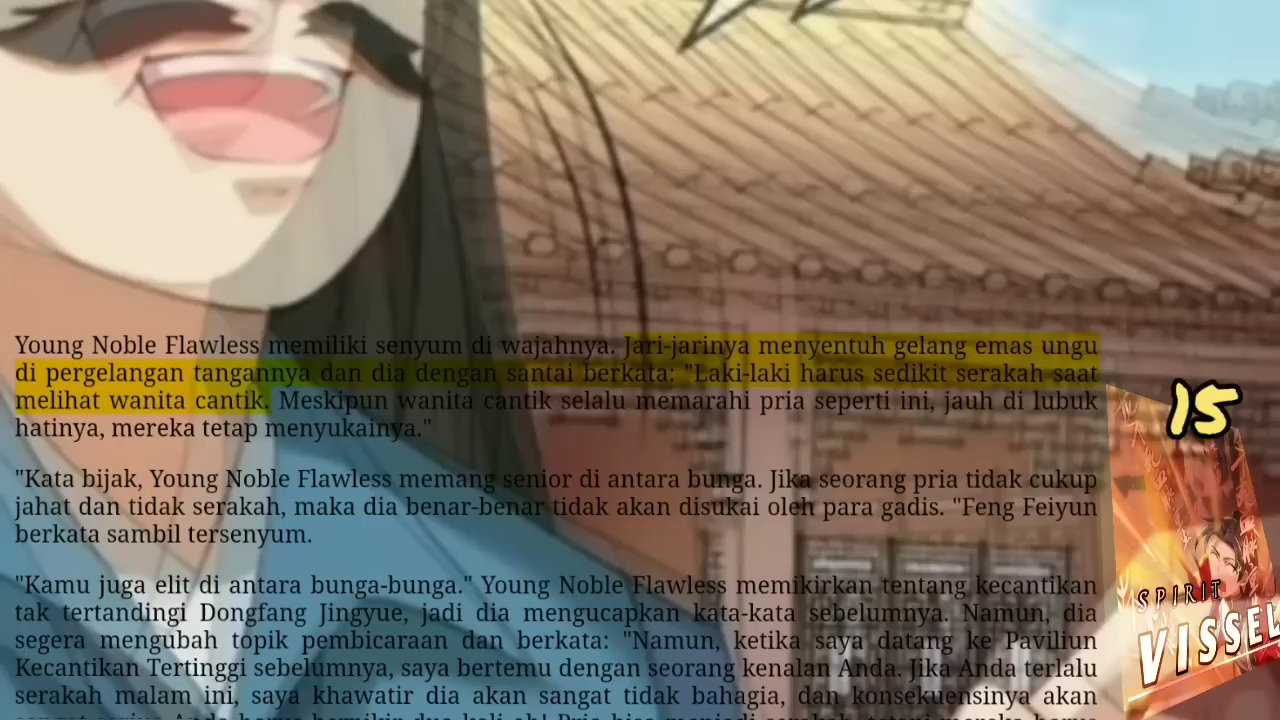 Young Noble Flawless memiliki senyum di wajahnya. Jari-jarinya menyentuh gelang emas ungu
di pergelangan tangannya dan dia dengan santai berkata: "Laki-laki harus sedikit serakah saat
melihat wanita cantik. Meskipun wanita cantik selalu memarahi pria seperti ini, jauh di lubuk
hatinya, mereka tetap menyukainya."
"Kata bijak, Young Noble Flawless memang senior di antara bunga. Jika seorang pria tidak cukup
jahat dan tidak serakah, maka dia benar-benar tidak akan disukai oleh para gadis. "Feng Feiyun
berkata sambil tersenyum.
"Kamu juga elit di antara bunga-bunga." Young Noble Flawless memikirkan tentang kecantikan
tak tertandingi Dongfang Jingyue, jadi dia mengucapkan kata-kata sebelumnya. Namun, dia
segera mengubah topik pembicaraan dan berkata: "Namun, ketika saya datang ke Paviliun
Kecantikan Tertinggi sebelumnya, saya bertemu dengan seorang kenalan Anda. Jika Anda terlalu
serakah malam ini, saya khawatir dia akan sangat tidak bahagia, dan konsekuensinya akan
15
SPIRIT
VISSEL